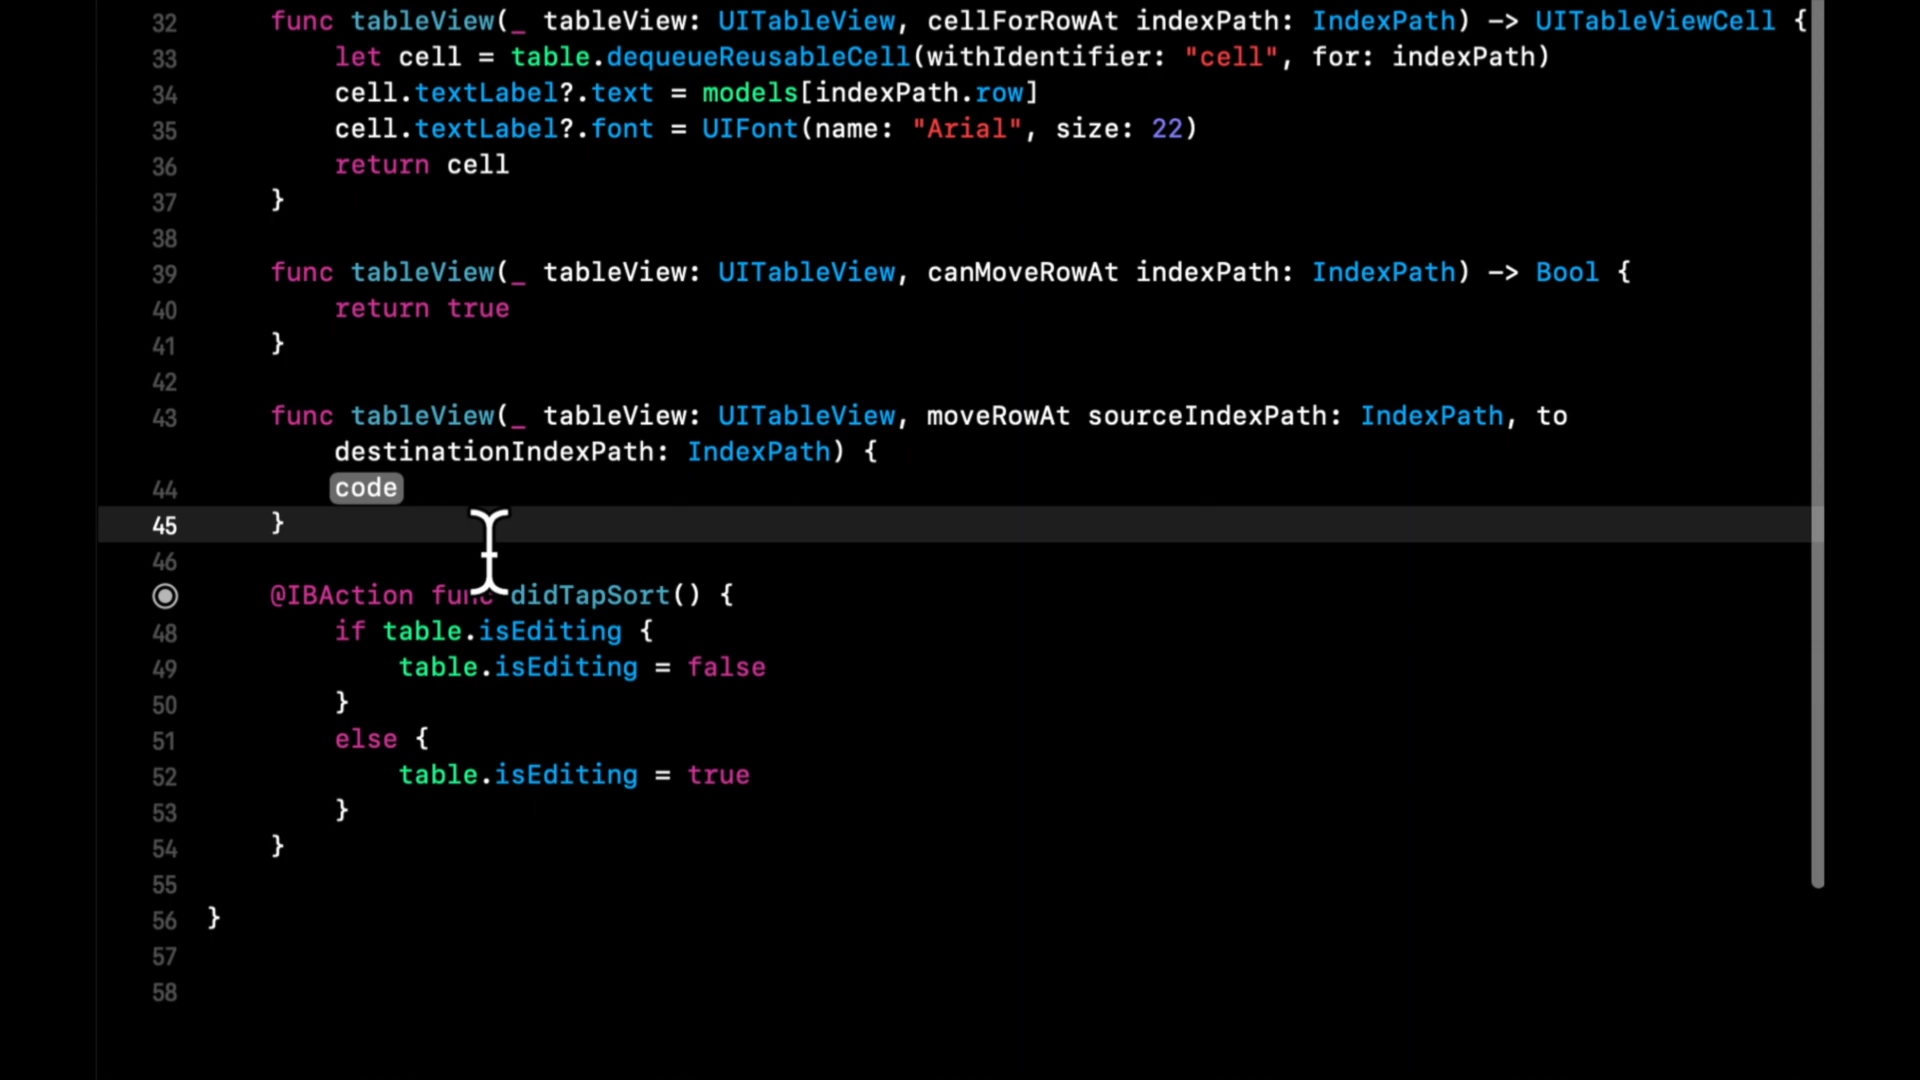 32 func tableView(_ tableView: UITableView, cellForRowAt indexPath: IndexPath) -> UITableViewCell {
33 let cell = table.dequeueReusableCell(withIdentifier: "cell", for: indexPath)
34 cell.textLabel?.text = models[indexPath.row]
35 cell.textLabel?.font = UIFont(name: "Arial", size: 22)
36 return cell
37 }
38
39 func tableView(_ tableView: UITableView, canMoveRowAt indexPath: IndexPath) -> Bool {
40 return true
41 }
42
43 func tableView(_ tableView: UITableView, moveRowAt sourceIndexPath: IndexPath, to
destinationIndexPath: IndexPath) {
44 code
45 }
46
@IBAction func didTapSort() {
48 if table.isEditing {
49 table.isEditing = false
50 }
51 else {
52 table.isEditing = true
53 }
54 }
55
56 }
57
58